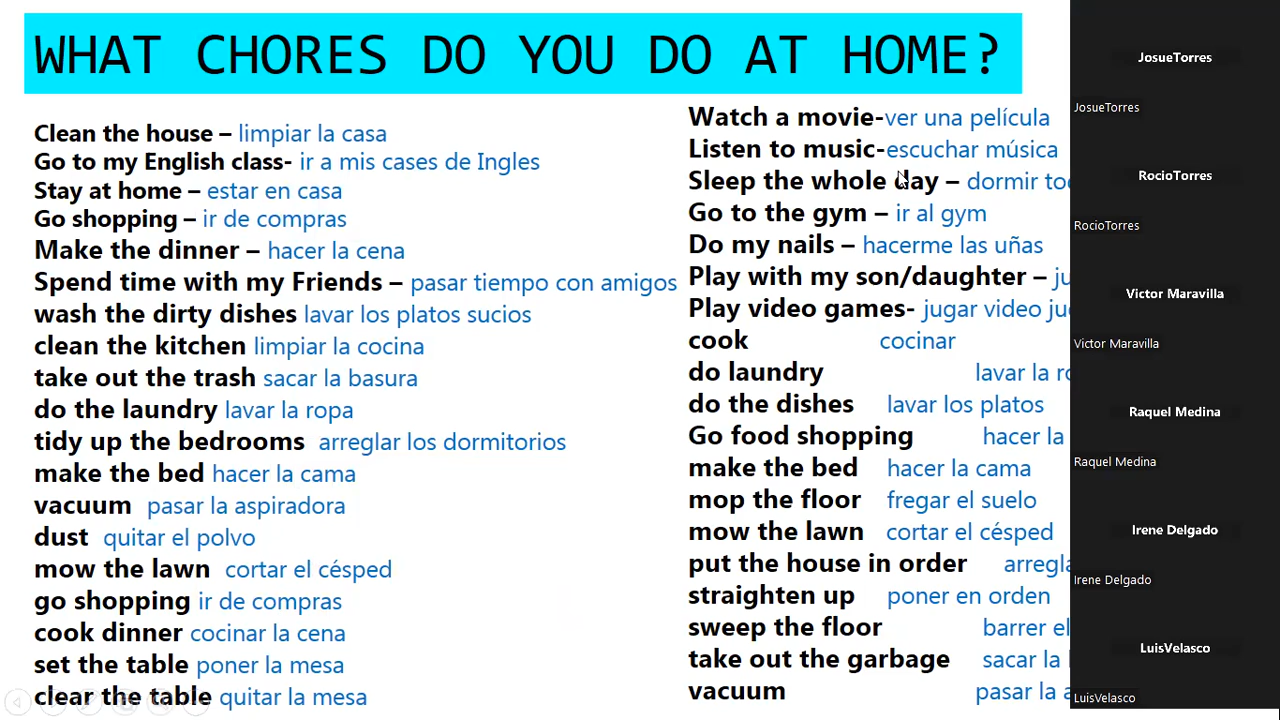 WHAT CHORES DO YOU DO AT HOME?
Clean the house – limpiar la casa
Go to my English class- ir a mis cases de Ingles
Stay at home – estar en casa
Go shopping – ir de compras
Make the dinner – hacer la cena
Spend time with my Friends – pasar tiempo con amigos
wash the dirty dishes lavar los platos sucios
clean the kitchen limpiar la cocina
take out the trash sacar la basura
do the laundry lavar la ropa
tidy up the bedrooms arreglar los dormitorios
make the bed hacer la cama
vacuum pasar la aspiradora
dust quitar el polvo
mow the lawn cortar el césped
go shopping ir de compras
cook dinner cocinar la cena
set the table poner la mesa
clear the table quitar la mesa
Watch a movie-ver una película
Listen to music-escuchar música
Sleep the whole day – dormir
Go to the gym – ir al gym
Do my nails – hacerme las uñas
Play with my son/daughter –
Play video games- jugar video
cook cocinar
do laundry lavar la
do the dishes lavar los platos
Go food shopping hacer la
make the bed hacer la cama
mop the floor fregar el suelo
mow the lawn cortar el césped
put the house in order
straighten up poner en orden
sweep the floor barrer el
take out the garbage sacar la
vacuum pasar la
JosueTorres
JosueTorres
RocioTorres
RocioTorres
Victor Maravilla
Victor Maravilla
Raquel Medina
Raquel Medina
Irene Delgado
Irene Delgado
LuisVelasco
LuisVelasco